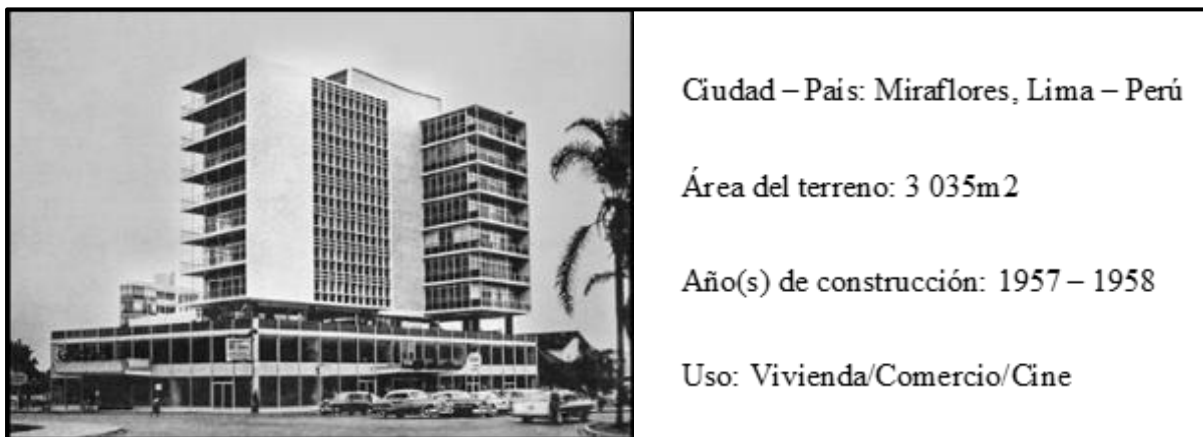 Ciudad – País: Miraflores, Lima – Perú
Área del terreno: 3 035m2
Año(s) de construcción: 1957 – 1958
Uso: Vivienda/Comercio/Cine